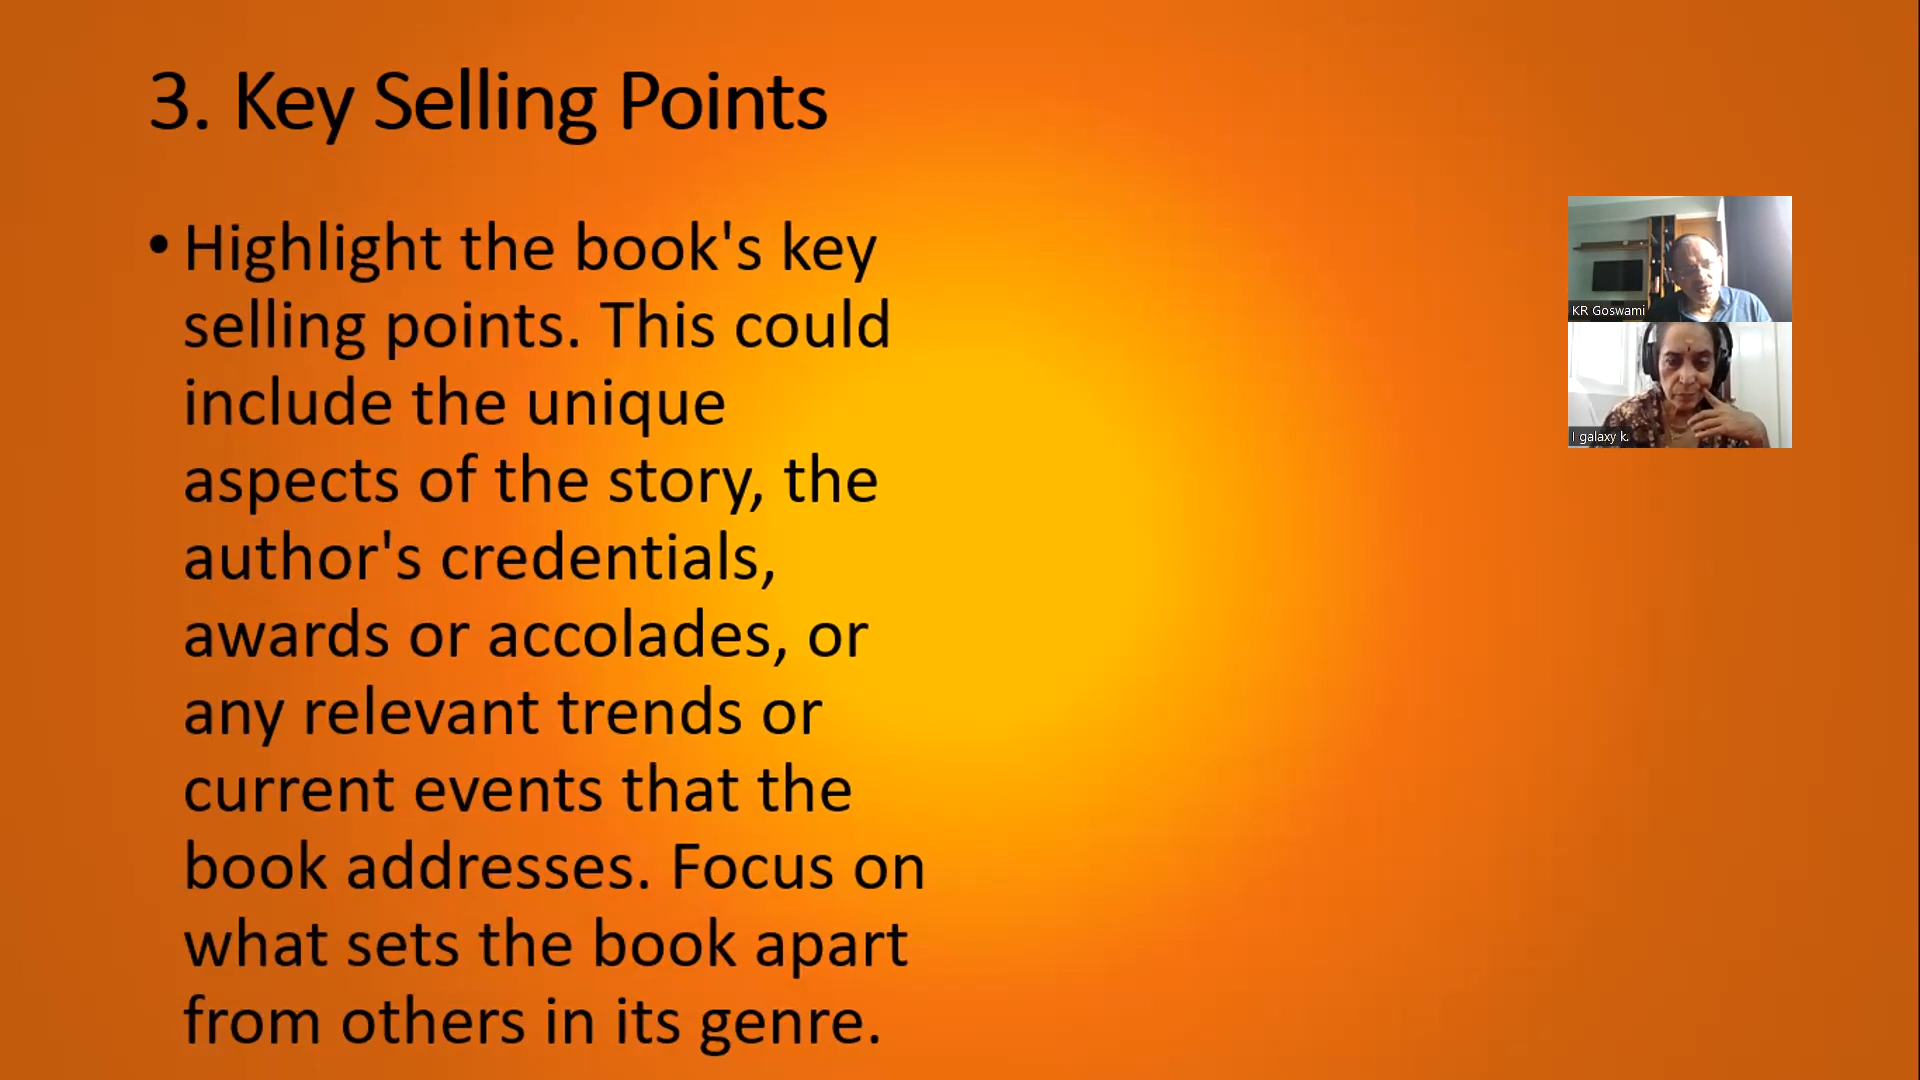 3. Key Selling Points
• Highlight the book's key
selling points. This could
include the unique
aspects of the story, the
author's credentials,
awards or accolades, or
any relevant trends or
current events that the
book addresses. Focus on
what sets the book apart
from others in its genre.
KR Goswami
I galaxy k.